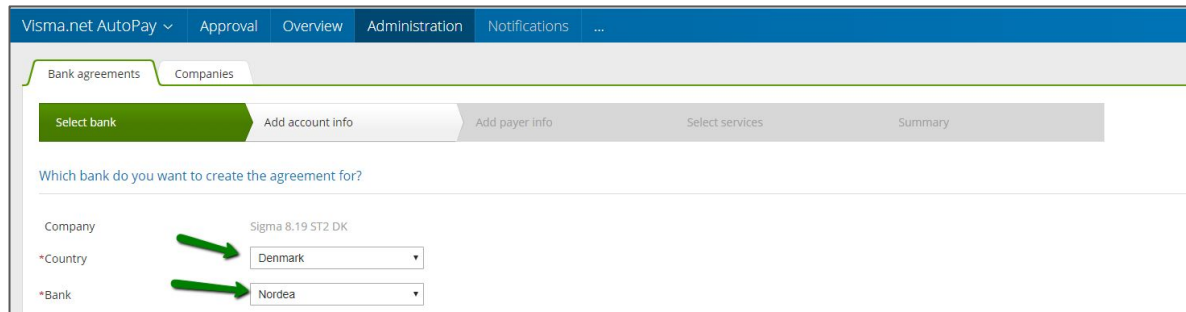 Visma.net AutoPay Approval Overview Administration Notifications ...
Bank agreements Companies
Select bank Add account info Add payer info Select services Summary
Which bank do you want to create the agreement for?
Company Sigma 8.19 ST2 DK
*Country Denmark
*Bank Nordea